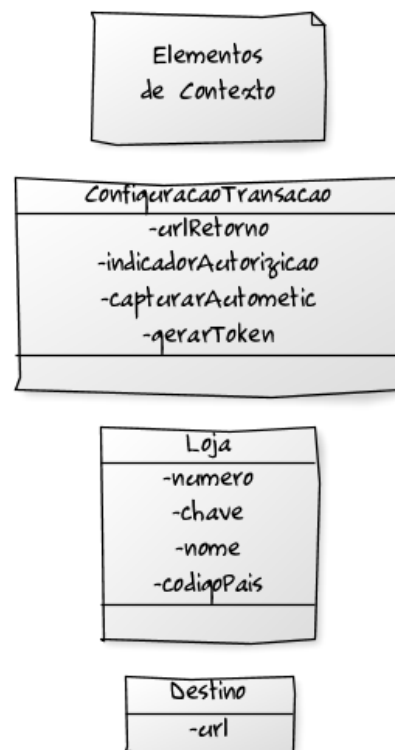 Elementos
de Contexto
ConfiguracaoTransacao
-urlRetorno
-indicadorAutorizicao
-capturarAutometic
-gerarToken
Loja
-numero
-chave
-nome
-codigoPais
Destino
-url